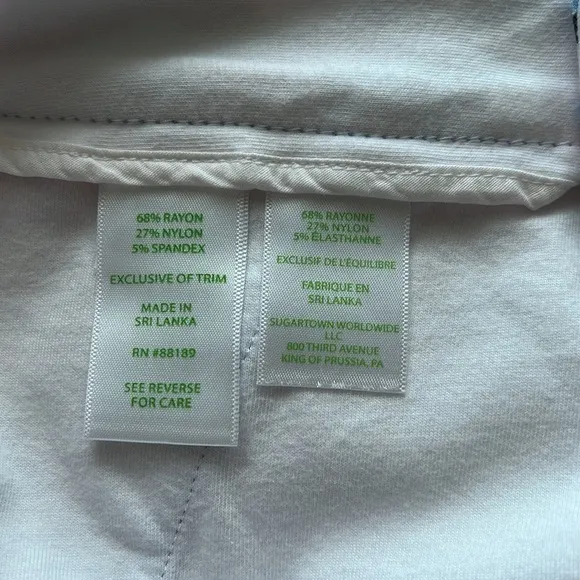 68% RAYON
27% NYLON
5% SPANDEX
EXCLUSIVE OF TRIM
MADE IN
SRI LANKA
RN #88189
SEE REVERSE
FOR CARE
68% RAYONNE
27% NYLON
5% ÉLASTHANNE
EXCLUSIF DE L'ÉQUILIBRE
FABRIQUE EN
SRI LANKA
SUGARTOWN WORLDWIDE
LLC
800 THIRD AVENUE
KING OF PRUSSIA, PA